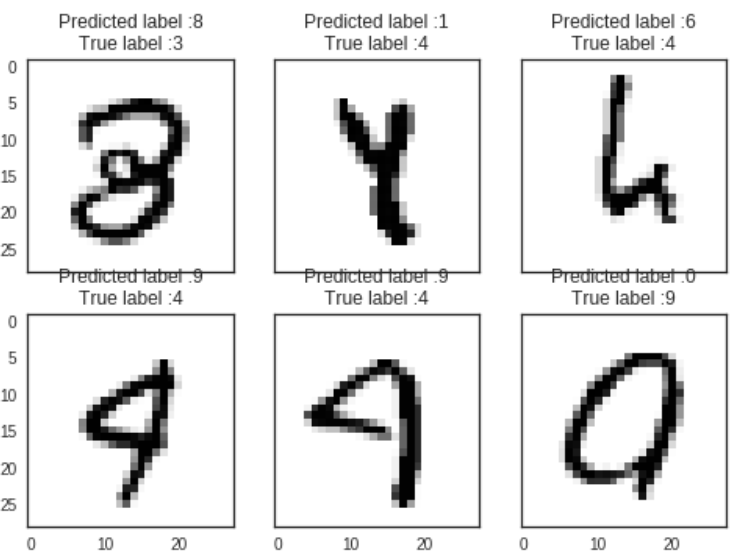 Predicted label :8
True label :3
Predicted label :1
True label :4
Predicted label :6
True label :4
0
5
10
15
20
25
Predicted label :9
True label :4
Predicted label :9
True label :4
Predicted label :0
True label :9
0
5
10
15
20
25
0 10 20
0 10 20
0 10 20